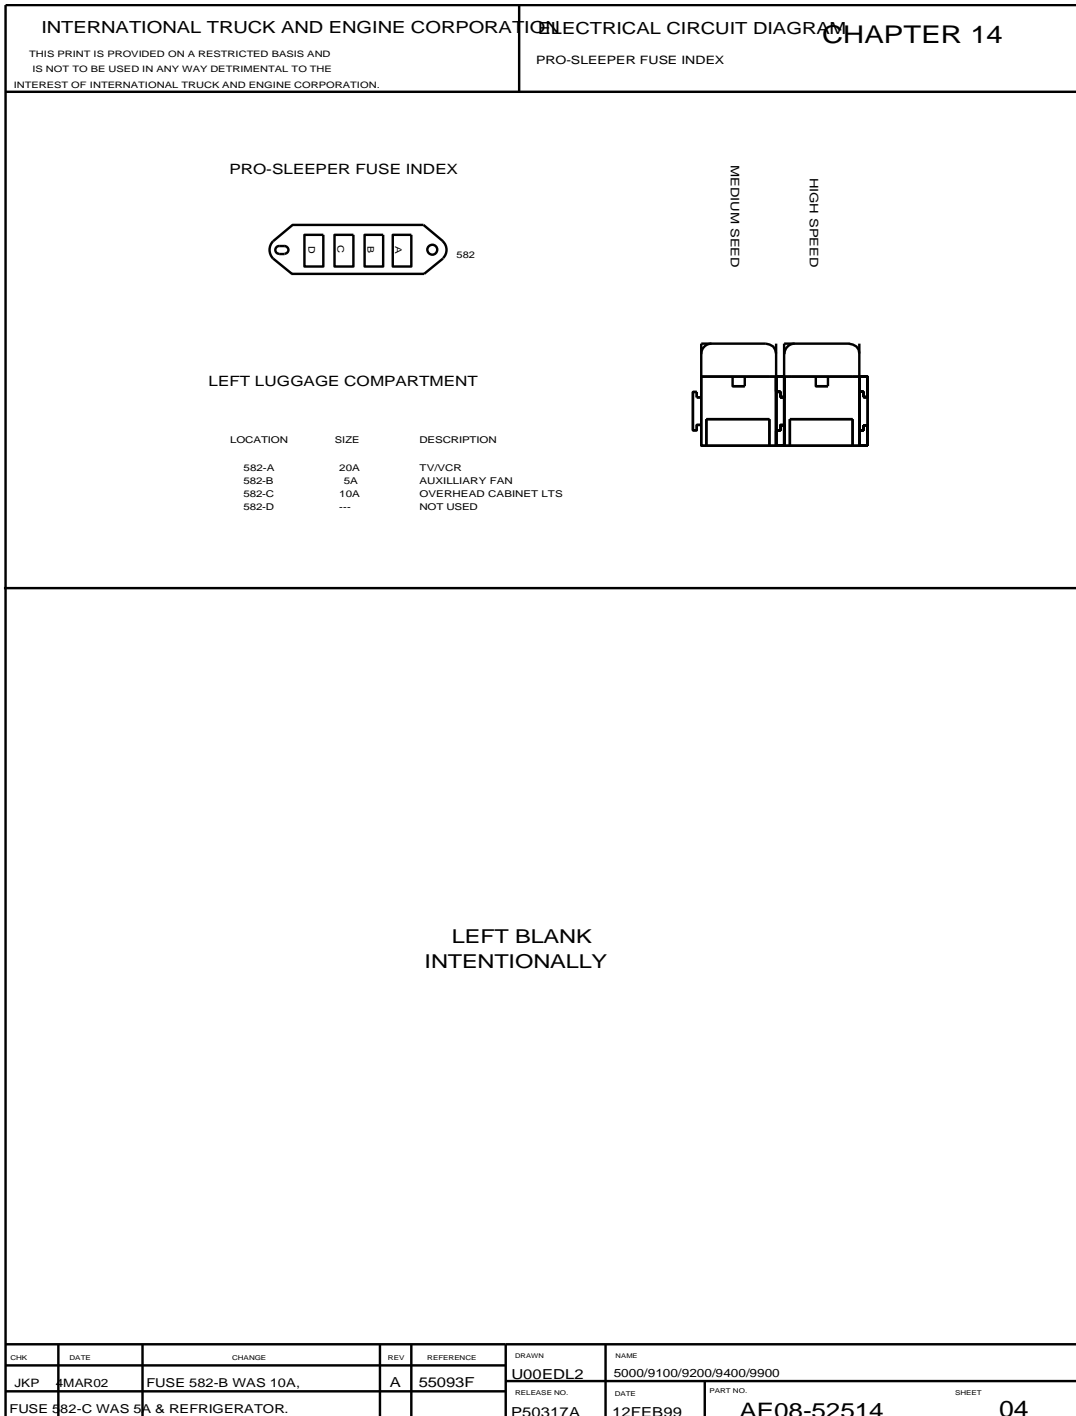 INTERNATIONAL TRUCK AND ENGINE CORPORATION
THIS PRINT IS PROVIDED ON A RESTRICTED BASIS AND
IS NOT TO BE USED IN ANY WAY DETRIMENTAL TO THE
INTEREST OF INTERNATIONAL TRUCK AND ENGINE CORPORATION.
ELECTRICAL CIRCUIT DIAGRAM
CHAPTER 14
PRO-SLEEPER FUSE INDEX
PRO-SLEEPER FUSE INDEX
D C B A 582
MEDIUM SEED
HIGH SPEED
LEFT LUGGAGE COMPARTMENT
LOCATION SIZE DESCRIPTION
582-A 20A TV/VCR
582-B 5A AUXILLIARY FAN
582-C 10A OVERHEAD CABINET LTS
582-D --- NOT USED
LEFT BLANK
INTENTIONALLY
CHK DATE CHANGE REV REFERENCE
JKP 4MAR02 FUSE 582-B WAS 10A, A 55093F
FUSE 582-C WAS 5A & REFRIGERATOR.
DRAWN NAME
U00EDL2 5000/9100/9200/9400/9900
RELEASE NO. DATE PART NO. SHEET
P50317A 12FEB99 AE08-52514 04